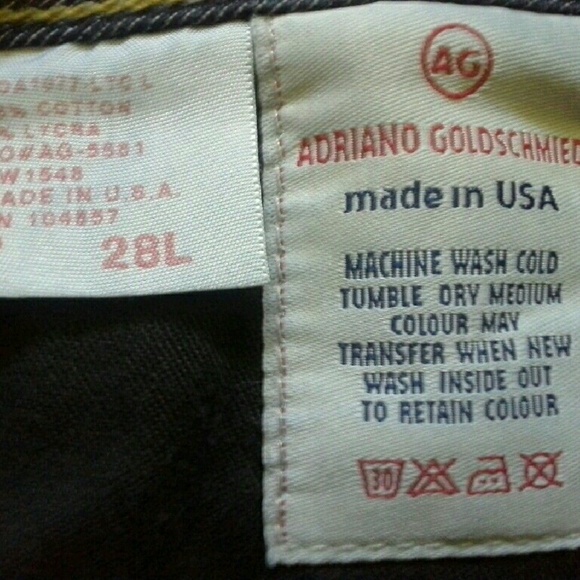 COTTON
% LYCRA
O#AG-5581
W1548
ADE IN U.S.A.
N 104857
28L
AG
ADRIANO GOLDSCHMIED
made in USA
MACHINE WASH COLD
TUMBLE DRY MEDIUM
COLOUR MAY
TRANSFER WHEN NEW
WASH INSIDE OUT
TO RETAIN COLOUR
30